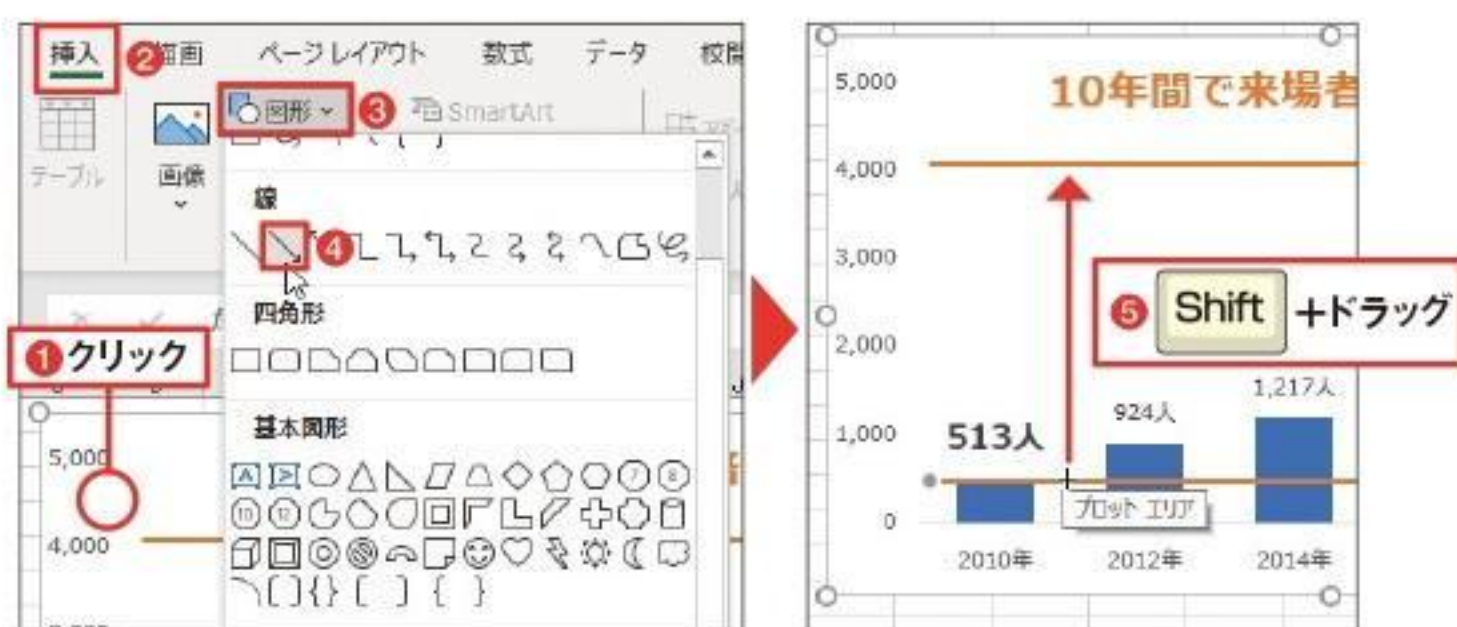 挿入 ❷ 描画 ページ レイアウト 数式 データ 校閲
図形 ❸ SmartArt
テーブル 画像
線
❹
四角形
❶クリック
基本図形
5,000
4,000
5,000 10年間で来場者
4,000
3,000
❺ Shift +ドラッグ
2,000
1,217人
924人
1,000 513人
プロット エリア
0
2010年 2012年 2014年